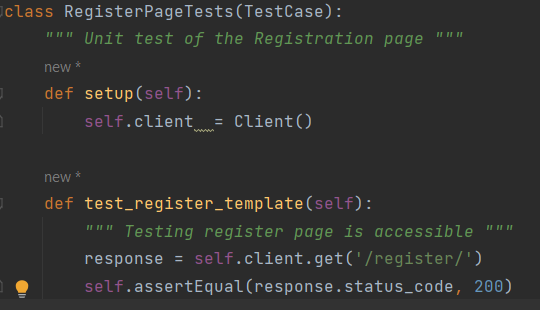 class RegisterPageTests(TestCase):
    """ Unit test of the Registration page """
    new *
    def setup(self):
        self.client  = Client()
    new *
    def test_register_template(self):
        """ Testing register page is accessible """
        response = self.client.get('/register/')
        self.assertEqual(response.status_code, 200)